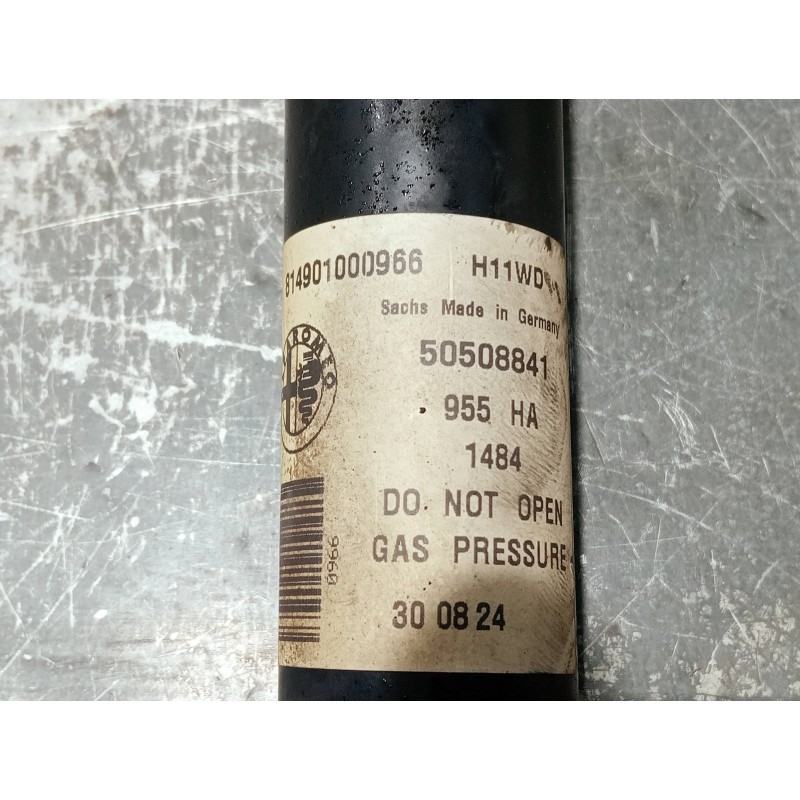 814901000966 H11WD
Sachs Made in Germany
50508841
955 HA
1484
DO NOT OPEN
GAS PRESSURE
30 08 24
ROMEO
0966